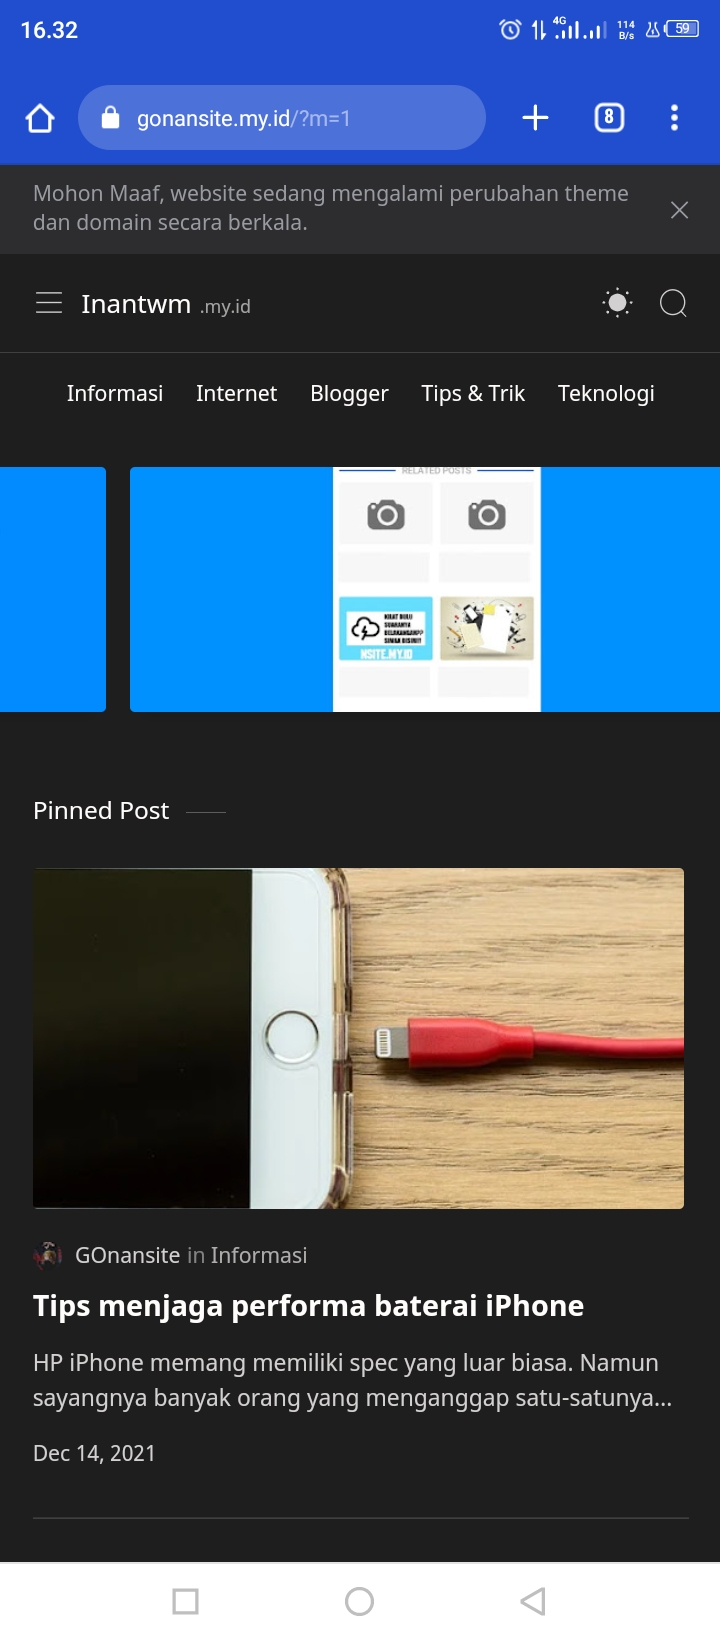 16.32
4G
114
B/s
59
gonansite.my.id/?m=1
8
Mohon Maaf, website sedang mengalami perubahan theme
dan domain secara berkala.
Inantwm .my.id
Informasi Internet Blogger Tips & Trik Teknologi
RELATED POSTS
NSITE.MY.ID
Pinned Post
GOnansite in Informasi
Tips menjaga performa baterai iPhone
HP iPhone memang memiliki spec yang luar biasa. Namun
sayangnya banyak orang yang menganggap satu-satunya...
Dec 14, 2021